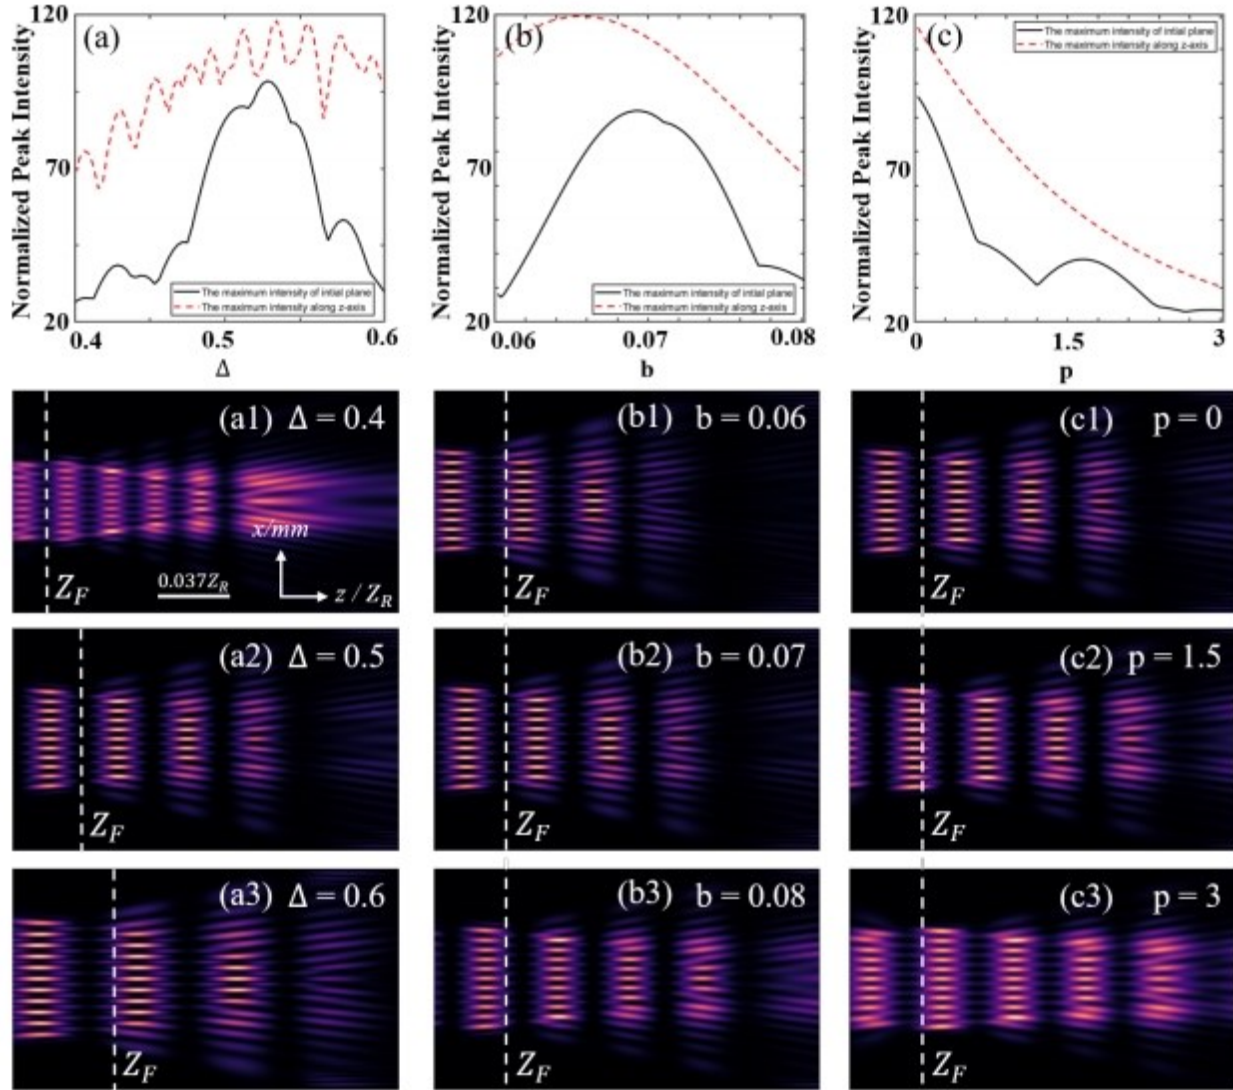 (a)
Normalized Peak Intensity
120
70
20
The maximum intensity of intial plane
The maximum intensity along z-axis
0.4
0.5
0.6
Δ
(b)
Normalized Peak Intensity
120
70
20
The maximum intensity of intial plane
The maximum intensity along z-axis
0.06
0.07
0.08
b
(c)
Normalized Peak Intensity
120
70
20
The maximum intensity of intial plane
The maximum intensity along z-axis
0
1.5
3
p
(a1) Δ = 0.4
x/mm
0.037Z_R
z / Z_R
Z_F
(b1) b = 0.06
Z_F
(c1) p = 0
Z_F
(a2) Δ = 0.5
Z_F
(b2) b = 0.07
Z_F
(c2) p = 1.5
Z_F
(a3) Δ = 0.6
Z_F
(b3) b = 0.08
Z_F
(c3) p = 3
Z_F